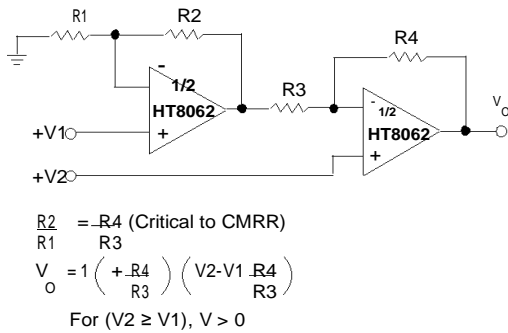 R1 R2
R3 R4
- 1/2 HT8062 +
- 1/2 HT8062 +
V O
+V1
+V2
R2 = R4 (Critical to CMRR)
R1 R3
V = 1 ( + R4 ) ( V2-V1 R4 )
O R3 R3
For (V2 ≥ V1), V > 0